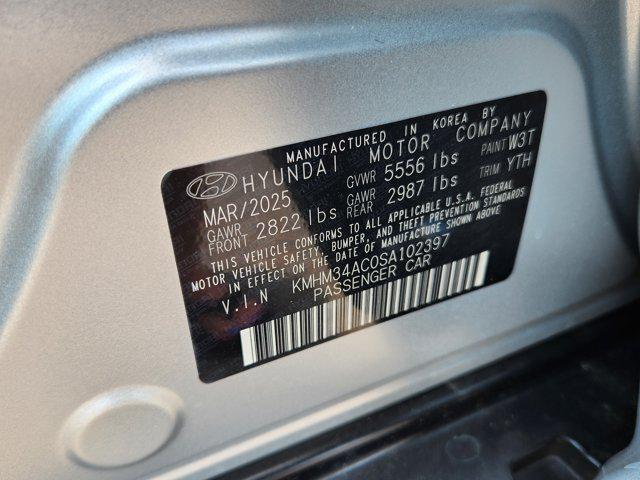 MANUFACTURED IN KOREA BY
HYUNDAI MOTOR COMPANY
MAR/2025 GVWR 5556 lbs PAINT W3T
GAWR FRONT 2822 lbs GAWR REAR 2987 lbs TRIM YTH
THIS VEHICLE CONFORMS TO ALL APPLICABLE U.S.A. FEDERAL
MOTOR VEHICLE SAFETY, BUMPER, AND THEFT PREVENTION STANDARDS
IN EFFECT ON THE DATE OF MANUFACTURE SHOWN ABOVE
V.I.N KMHM34AC0SA102397
PASSENGER CAR